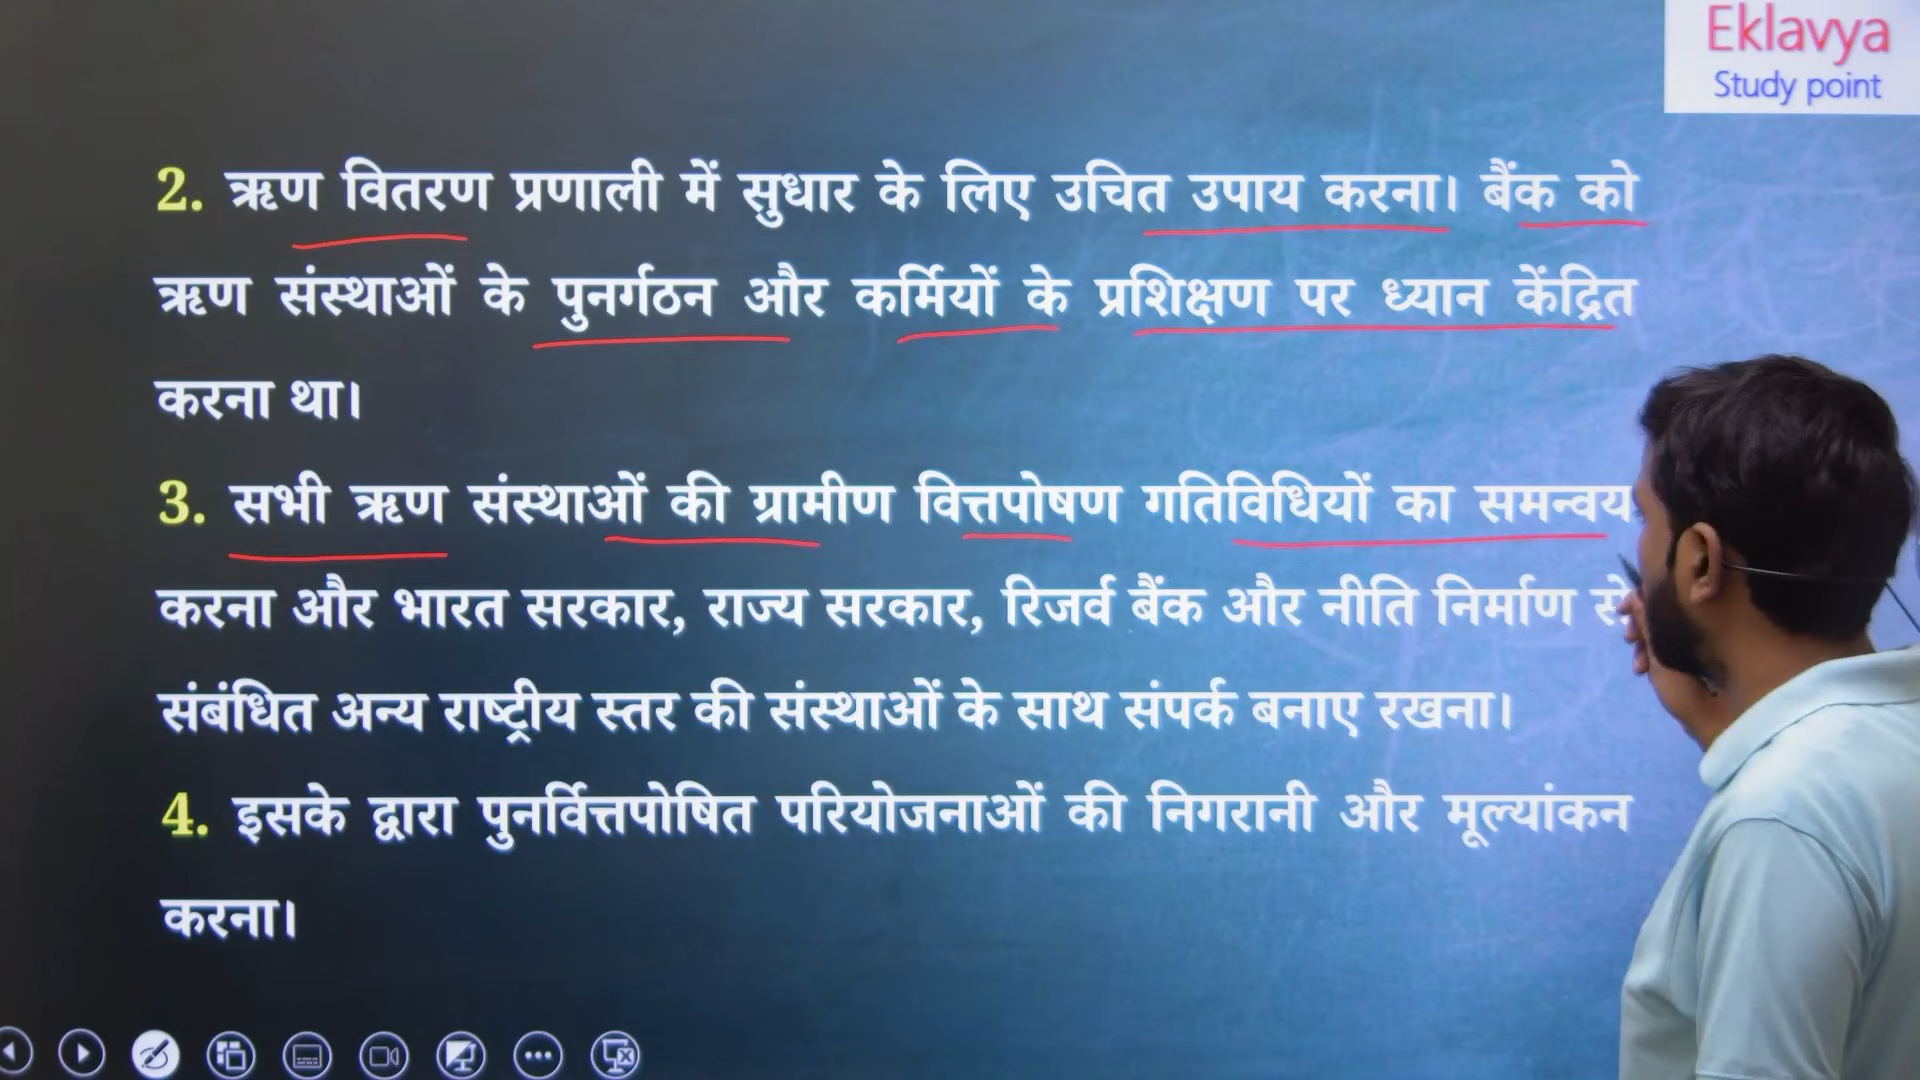 Eklavya
Study point
2. ऋण वितरण प्रणाली में सुधार के लिए उचित उपाय करना। बैंक को
ऋण संस्थाओं के पुनर्गठन और कर्मियों के प्रशिक्षण पर ध्यान केंद्रित
करना था।
3. सभी ऋण संस्थाओं की ग्रामीण वित्तपोषण गतिविधियों का समन्वय
करना और भारत सरकार, राज्य सरकार, रिजर्व बैंक और नीति निर्माण से
संबंधित अन्य राष्ट्रीय स्तर की संस्थाओं के साथ संपर्क बनाए रखना।
4. इसके द्वारा पुनर्वित्तपोषित परियोजनाओं की निगरानी और मूल्यांकन
करना।